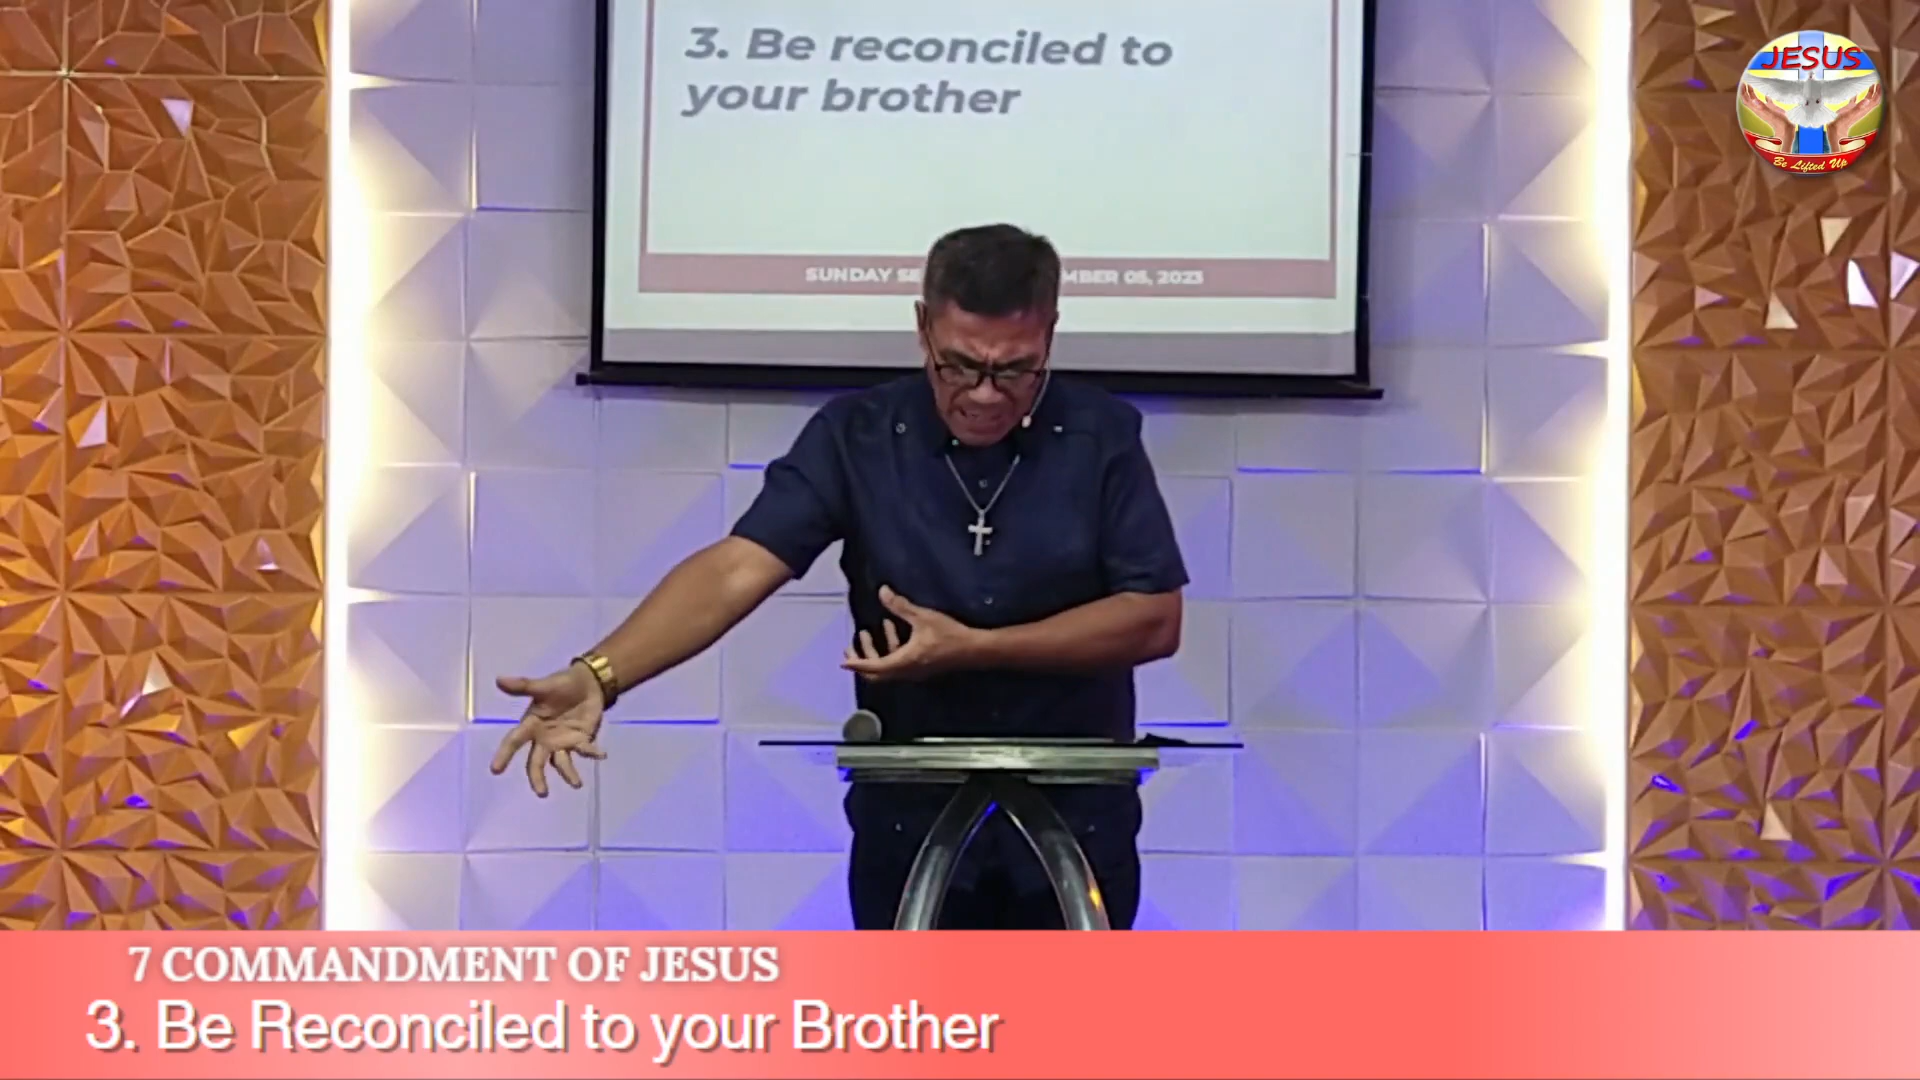 3. Be reconciled to
your brother
SUNDAY
MBER 05, 2023
JESUS
Be Lifted Up
7 COMMANDMENT OF JESUS
3. Be Reconciled to your Brother